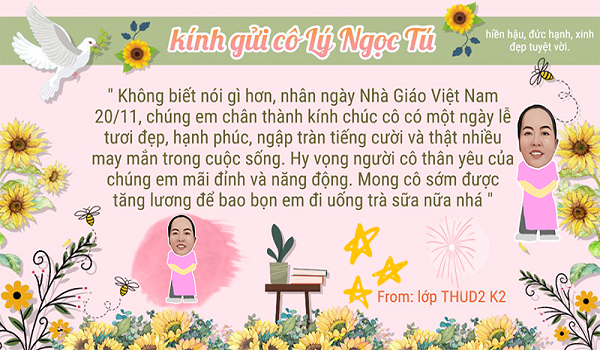 kính gửi cô Lý Ngọc Tú
hiền hậu, đức hạnh, xinh
đẹp tuyệt vời.
" Không biết nói gì hơn, nhân ngày Nhà Giáo Việt Nam
20/11, chúng em chân thành kính chúc cô có một ngày lễ
tươi đẹp, hạnh phúc, ngập tràn tiếng cười và thật nhiều
may mắn trong cuộc sống. Hy vọng người cô thân yêu của
chúng em mãi đỉnh và năng động. Mong cô sớm được
tăng lương để bao bọn em đi uống trà sữa nữa nhá "
From: lớp THUD2 K2